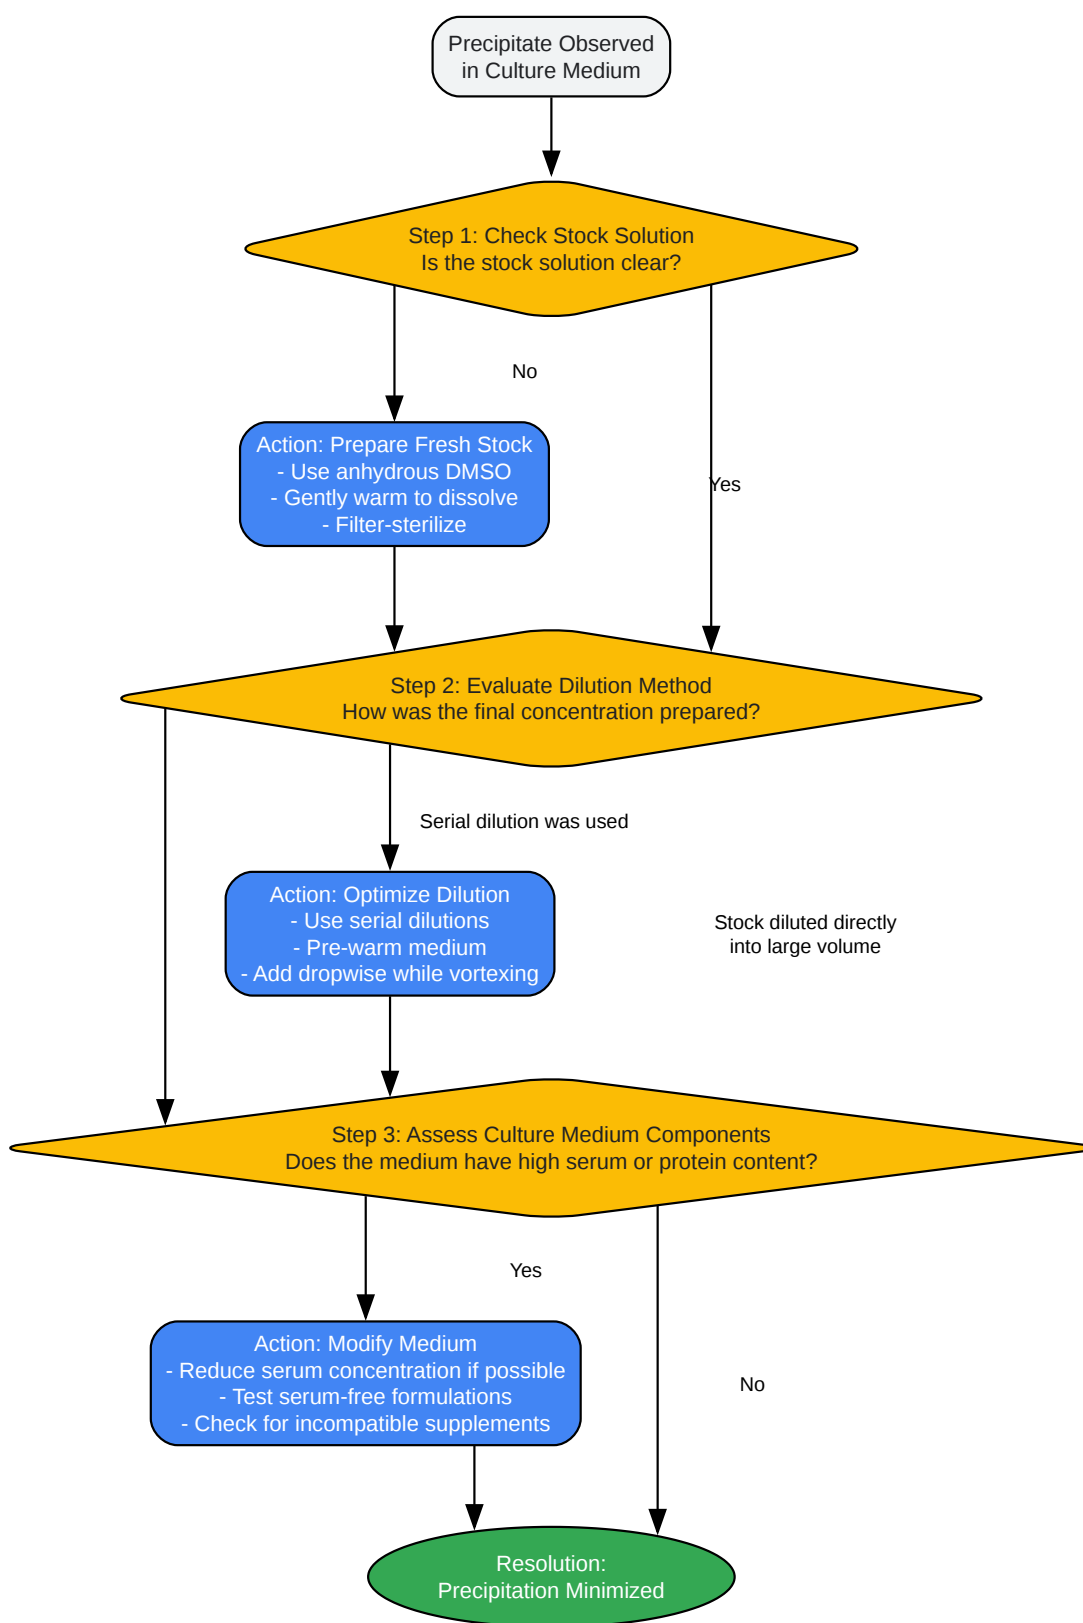 Precipitate Observed
in Culture Medium
Step 1: Check Stock Solution
Is the stock solution clear?
No
Action: Prepare Fresh Stock
- Use anhydrous DMSO
- Gently warm to dissolve
- Filter-sterilize
Yes
Step 2: Evaluate Dilution Method
How was the final concentration prepared?
Serial dilution was used
Action: Optimize Dilution
- Use serial dilutions
- Pre-warm medium
- Add dropwise while vortexing
Stock diluted directly
into large volume
Step 3: Assess Culture Medium Components
Does the medium have high serum or protein content?
Yes
Action: Modify Medium
- Reduce serum concentration if possible
- Test serum-free formulations
- Check for incompatible supplements
No
Resolution:
Precipitation Minimized